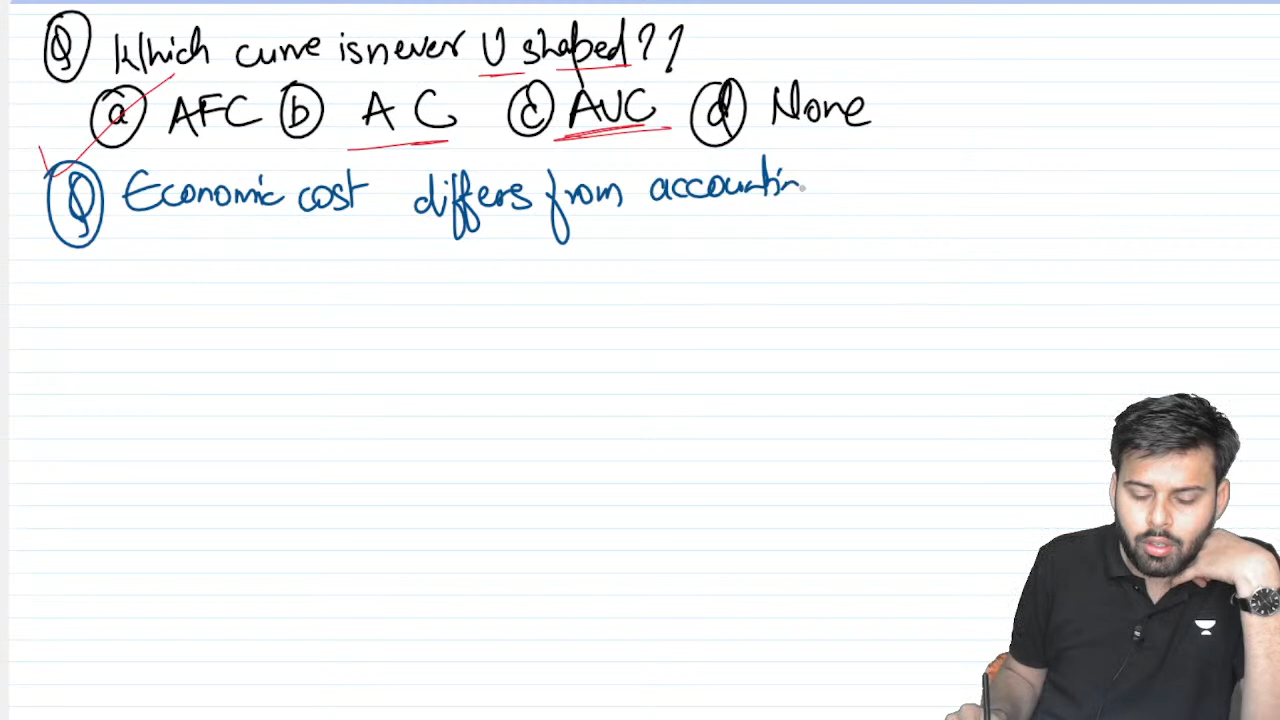 Q Which curve is never U shaped??
a AFC b AC c AVC d None
Q Economic cost differs from accountin